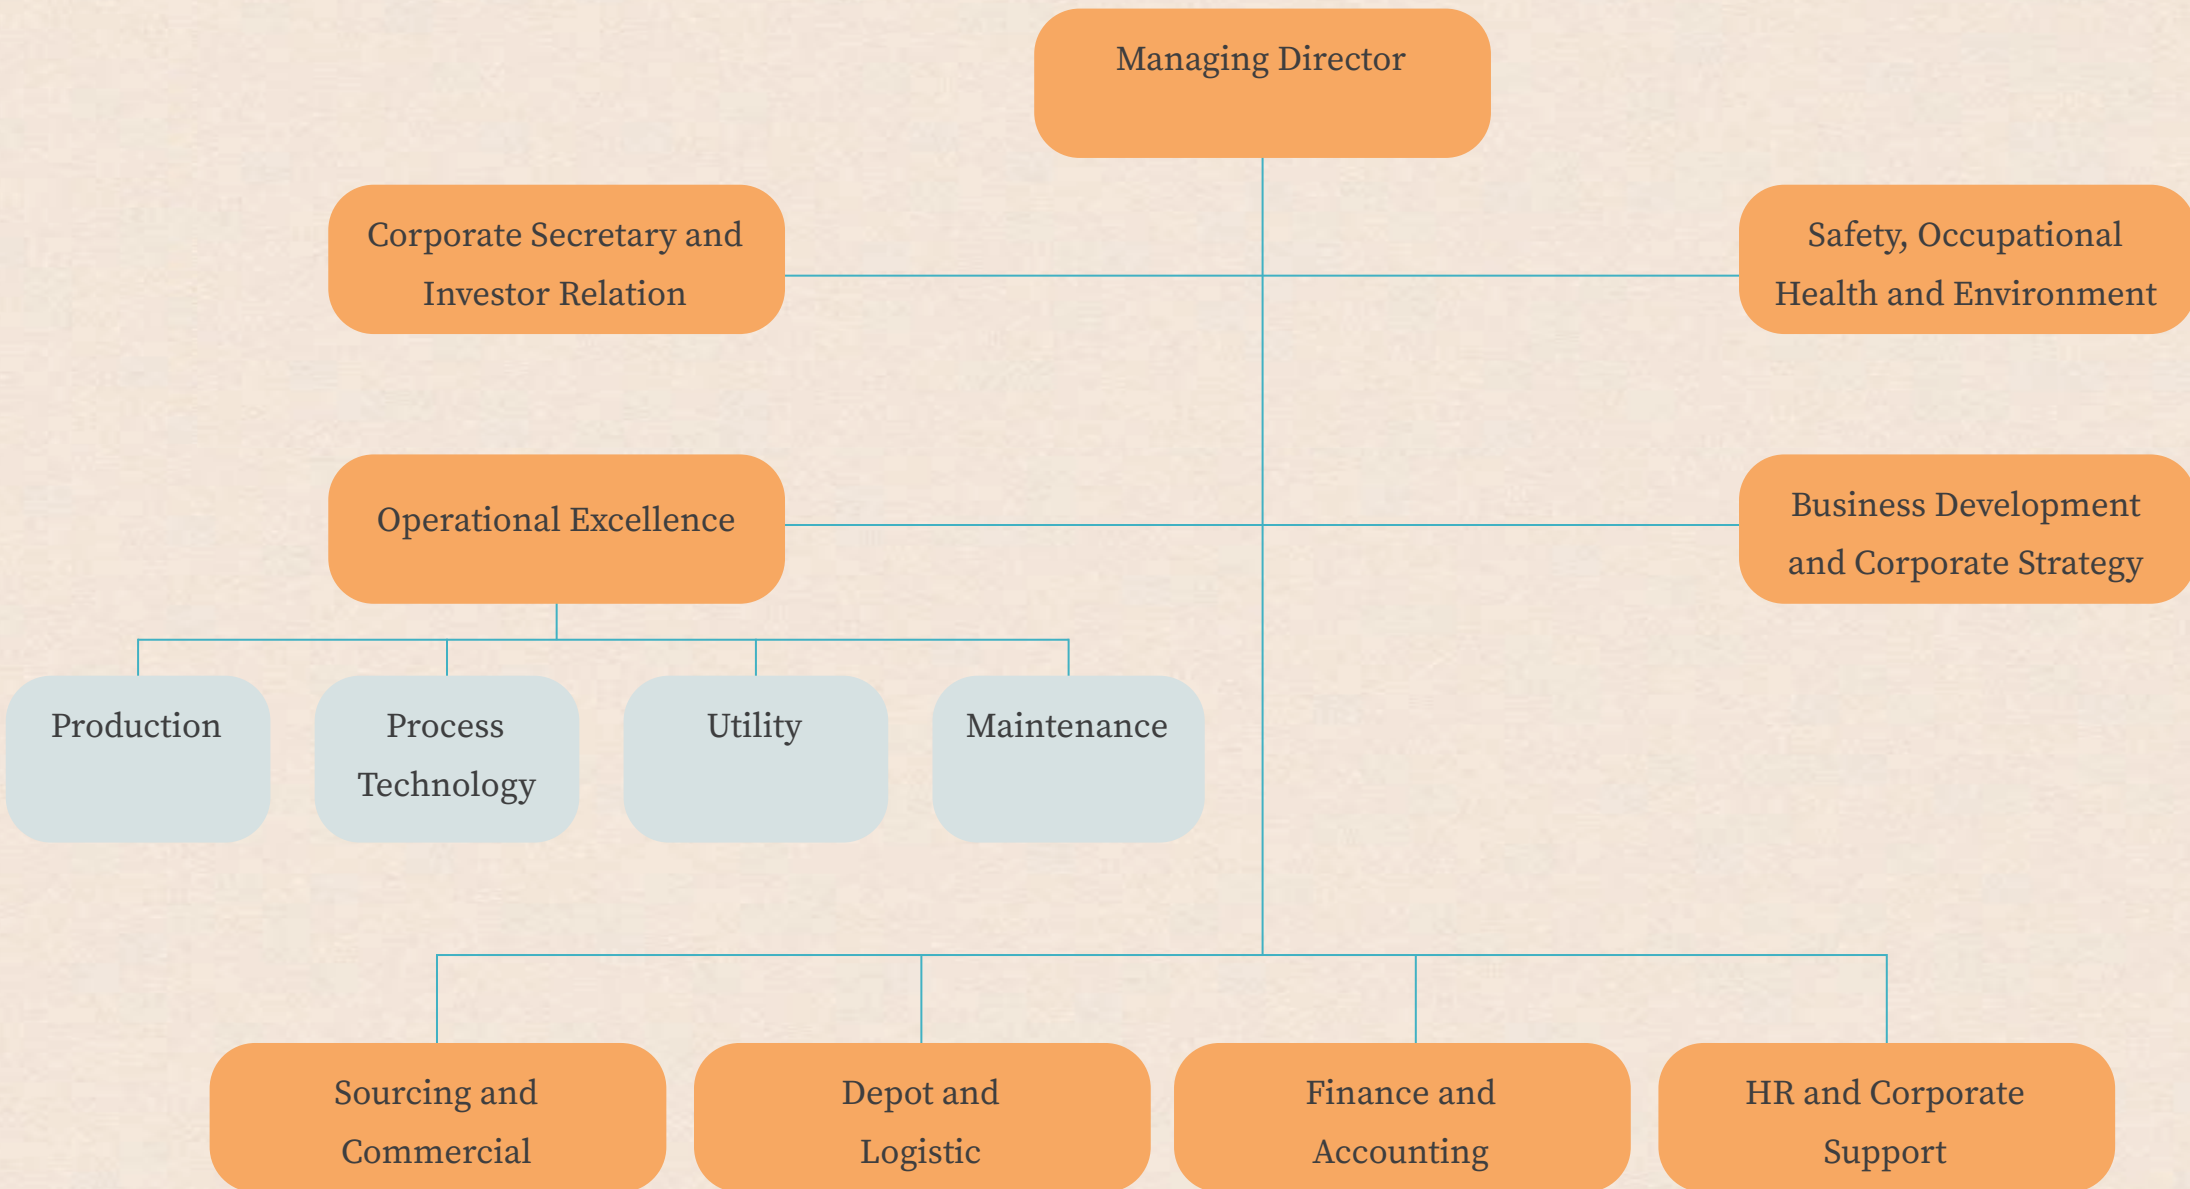 Managing Director
Corporate Secretary and
Investor Relation
Safety, Occupational
Health and Environment
Operational Excellence
Business Development
and Corporate Strategy
Production
Process
Technology
Utility
Maintenance
Sourcing and
Commercial
Depot and
Logistic
Finance and
Accounting
HR and Corporate
Support